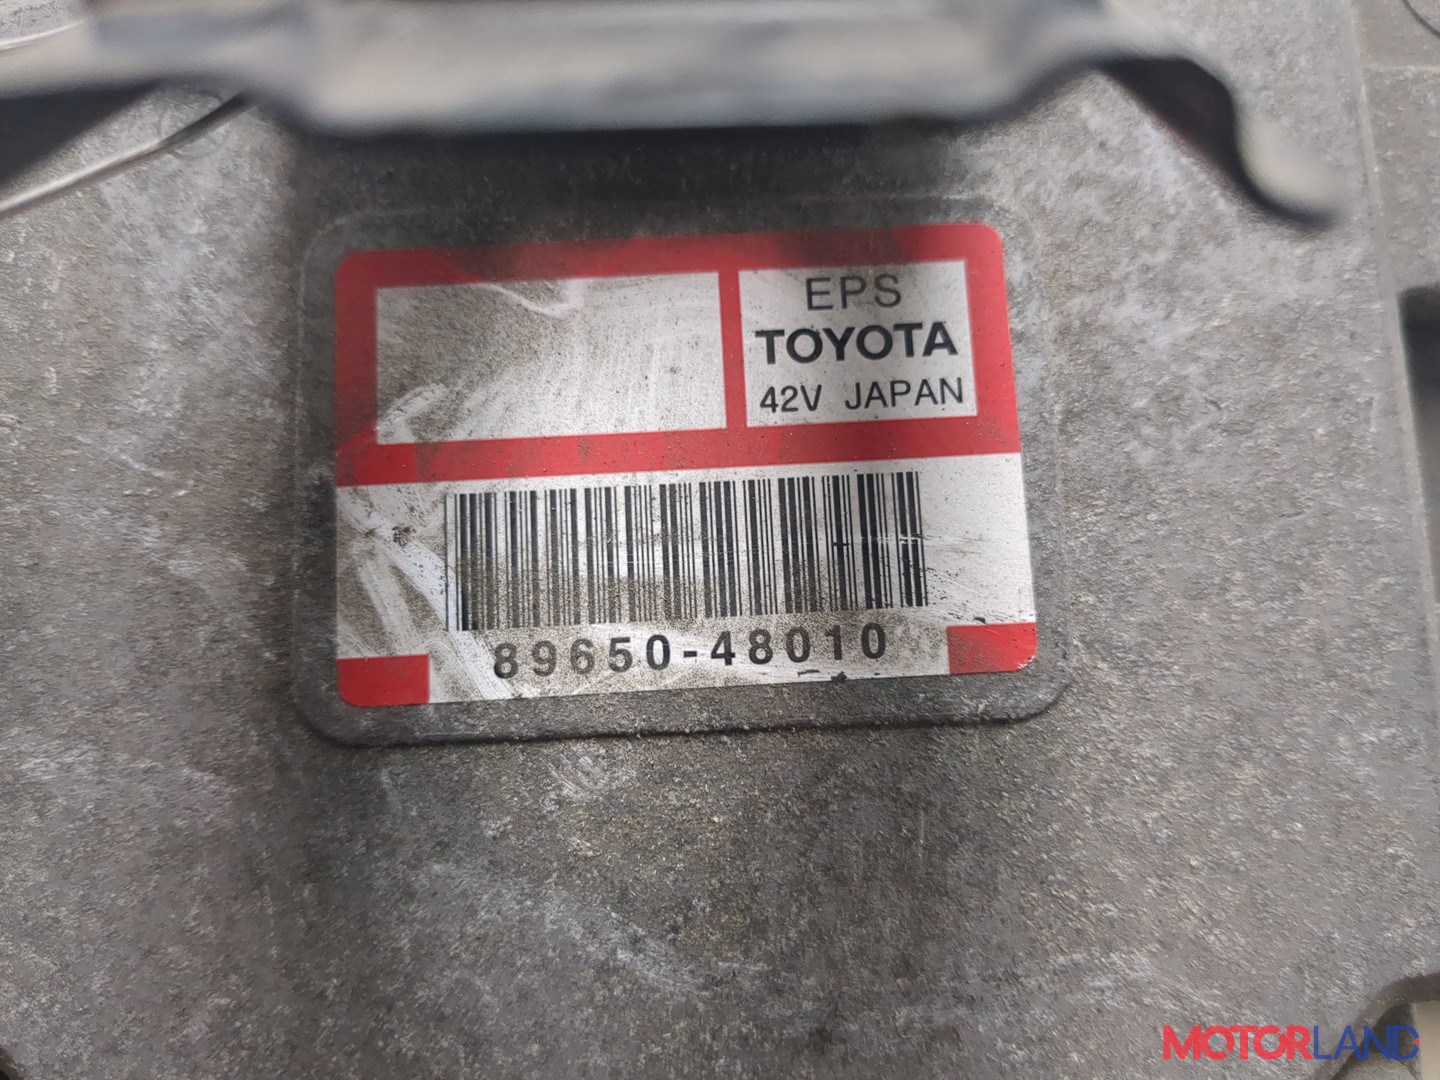 EPS
TOYOTA
42V JAPAN
89650-48010
MOTORLAND